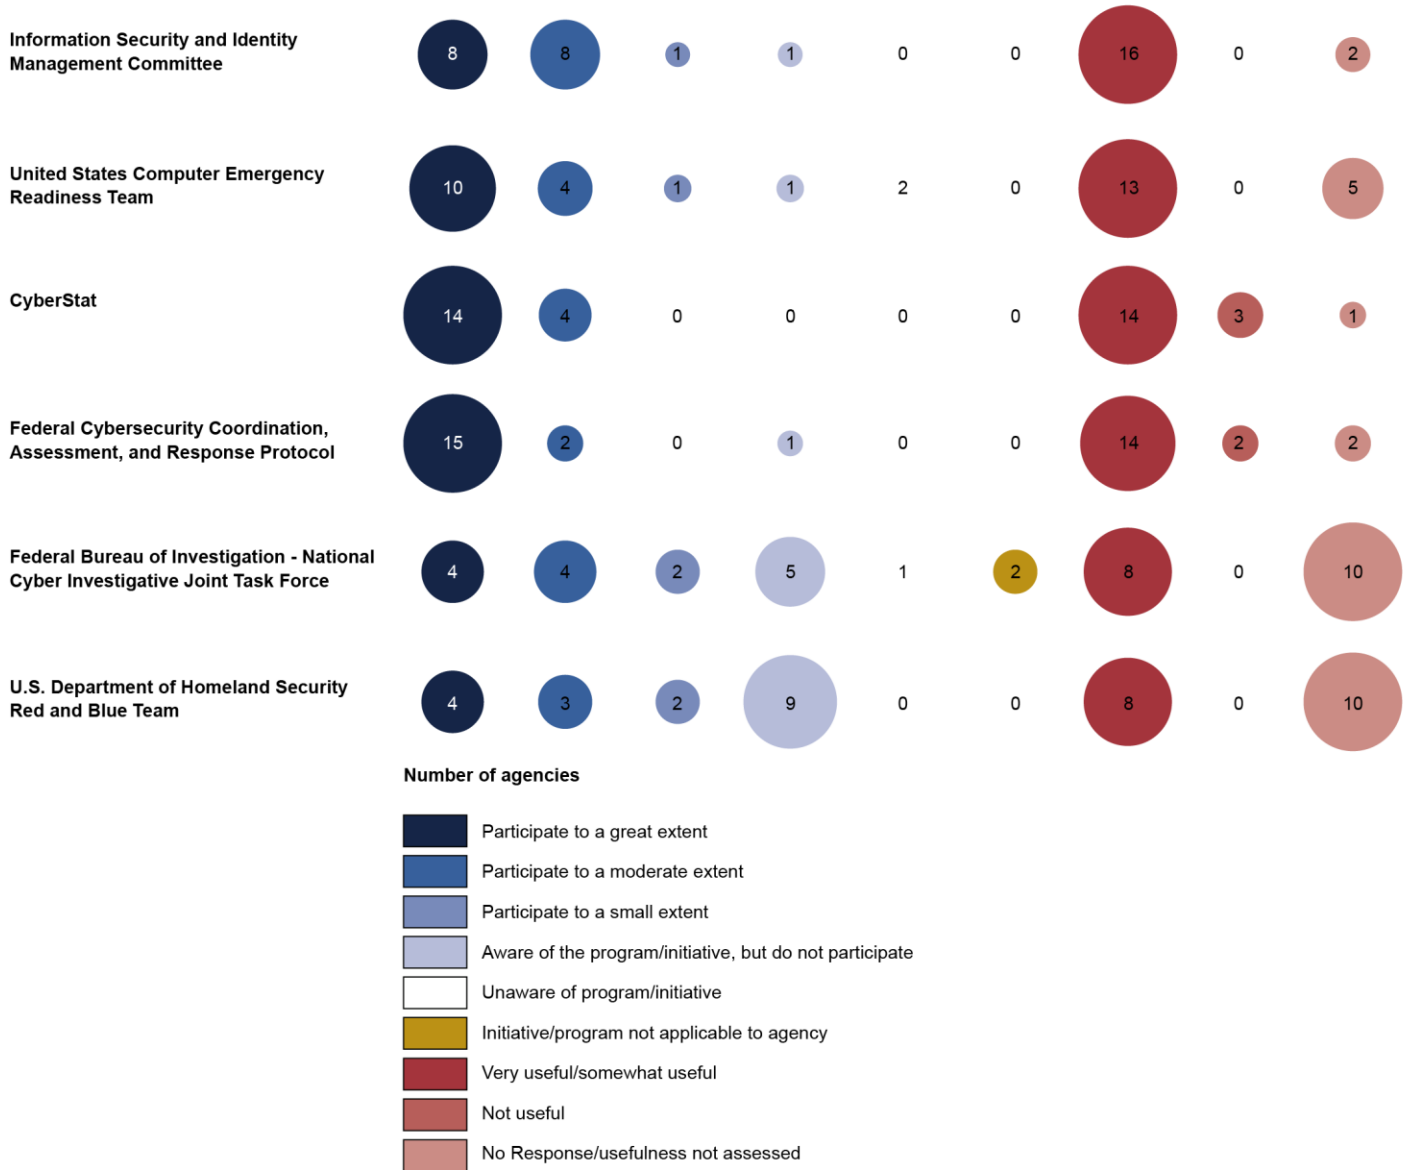 Information Security and Identity
Management Committee
8 8 1 1 0 0 16 0 2
United States Computer Emergency
Readiness Team
10 4 1 1 2 0 13 0 5
CyberStat
14 4 0 0 0 0 14 3 1
Federal Cybersecurity Coordination,
Assessment, and Response Protocol
15 2 0 1 0 0 14 2 2
Federal Bureau of Investigation - National
Cyber Investigative Joint Task Force
4 4 2 5 1 2 8 0 10
U.S. Department of Homeland Security
Red and Blue Team
4 3 2 9 0 0 8 0 10
Number of agencies
Participate to a great extent
Participate to a moderate extent
Participate to a small extent
Aware of the program/initiative, but do not participate
Unaware of program/initiative
Initiative/program not applicable to agency
Very useful/somewhat useful
Not useful
No Response/usefulness not assessed